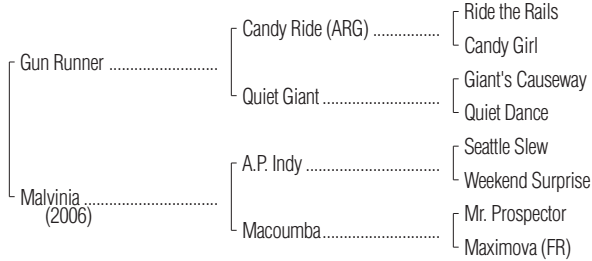 Ride the Rails
Candy Ride (ARG) ................
Candy Girl
Gun Runner ..........................
Giant's Causeway
Quiet Giant ............................
Quiet Dance
Seattle Slew
A.P. Indy ................................
Weekend Surprise
Malvinia ................................
(2006)
Mr. Prospector
Macoumba............................
Maximova (FR)